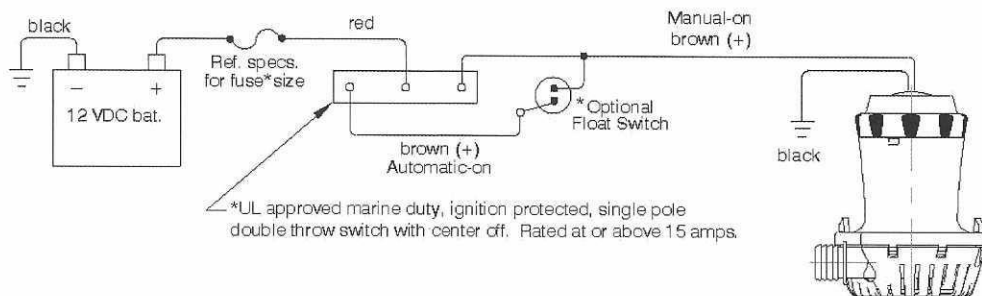 black
red
Manual-on
brown (+)
Ref. specs.
for fuse*size
- +
12 VDC bat.
*Optional
Float Switch
black
brown (+)
Automatic-on
*UL approved marine duty, ignition protected, single pole
double throw switch with center off. Rated at or above 15 amps.